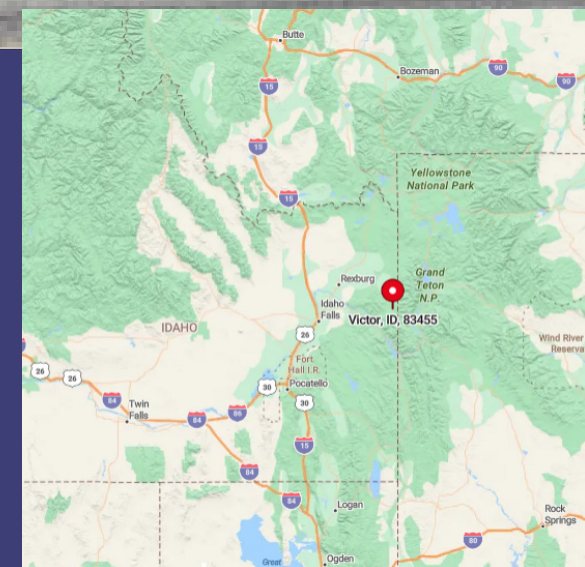 Butte
90
Bozeman
90
15
15
Yellowstone
National Park
15
Rexburg
Grand
Teton
N.P.
Idaho
Falls
Victor, ID, 83455
IDAHO
26
Wind River
Reserva
Fort
Hall I.R.
26
26
30
Pocatello
84
30
Twin
Falls
84
86
15
84
84
Logan
Rock
Springs
80
Great
Ogden